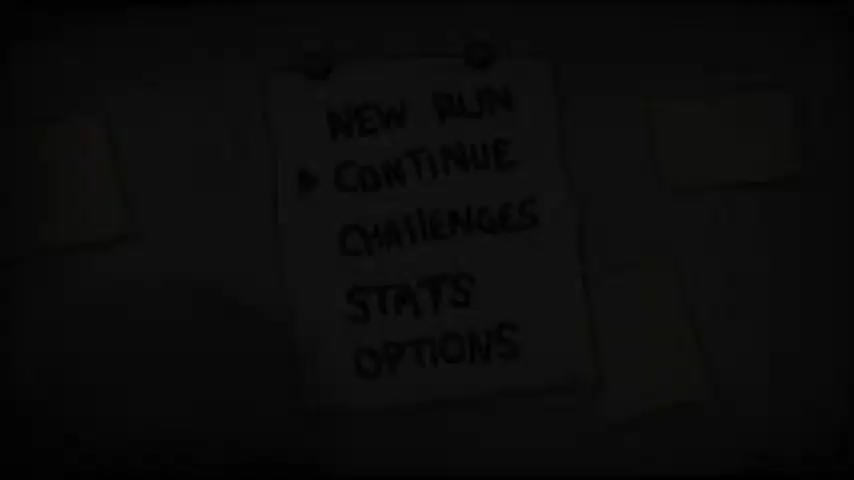 NEW RUN
CONTINUE
CHALLENGES
STATS
OPTIONS